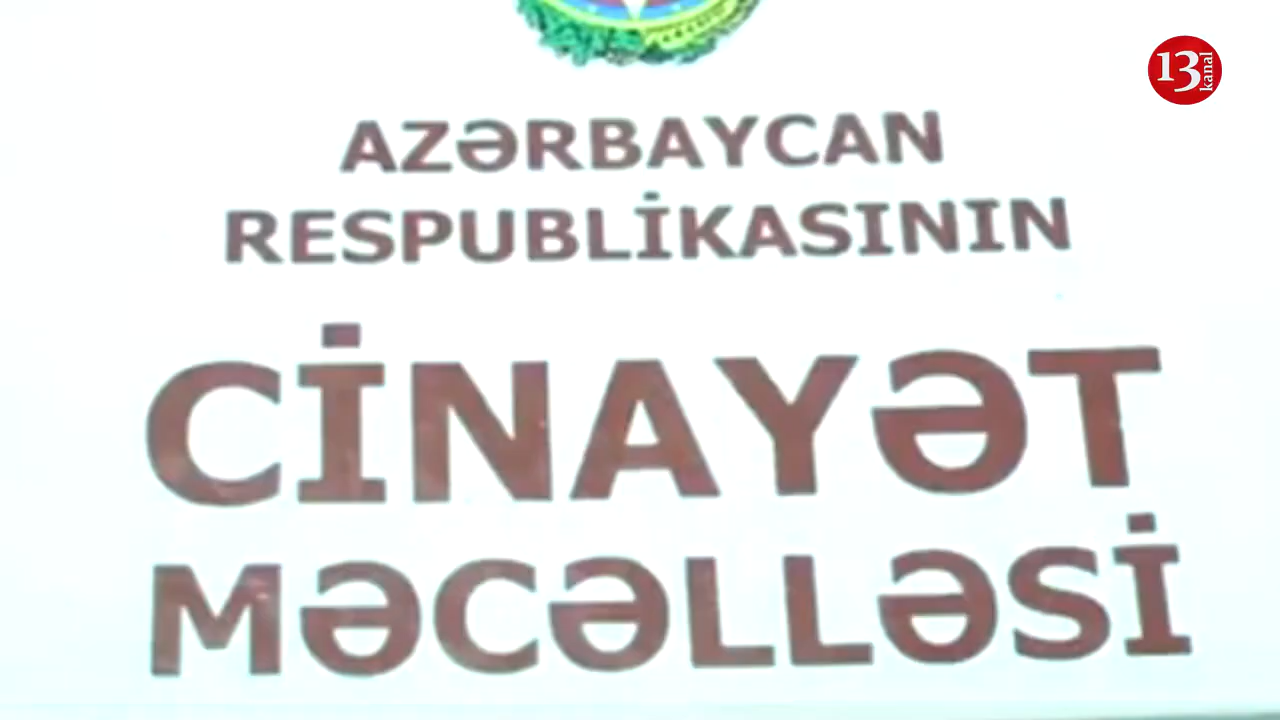 13 kanal
AZƏRBAYCAN
RESPUBLİKASININ
CİNAYƏT
MƏCƏLLƏSİ